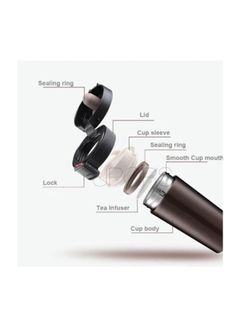 Sealing ring
Lid
Cup sleeve
Sealing ring
Smooth Cup mouth
Lock
Tea Infuser
Cup body